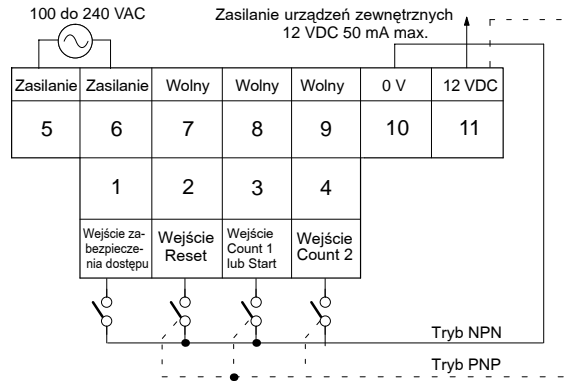 100 do 240 VAC
Zasilanie urządzeń zewnętrznych
12 VDC 50 mA max.
Zasilanie Zasilanie Wolny Wolny Wolny 0 V 12 VDC
5 6 7 8 9 10 11
1 2 3 4
Wejście za-
bezpiecze-
nia dostępu
Wejście
Reset
Wejście
Count 1
lub Start
Wejście
Count 2
Tryb NPN
Tryb PNP